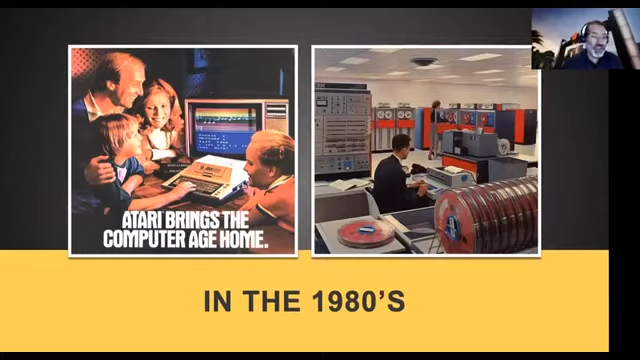 ATARI BRINGS THE
COMPUTER AGE HOME.
IN THE 1980'S